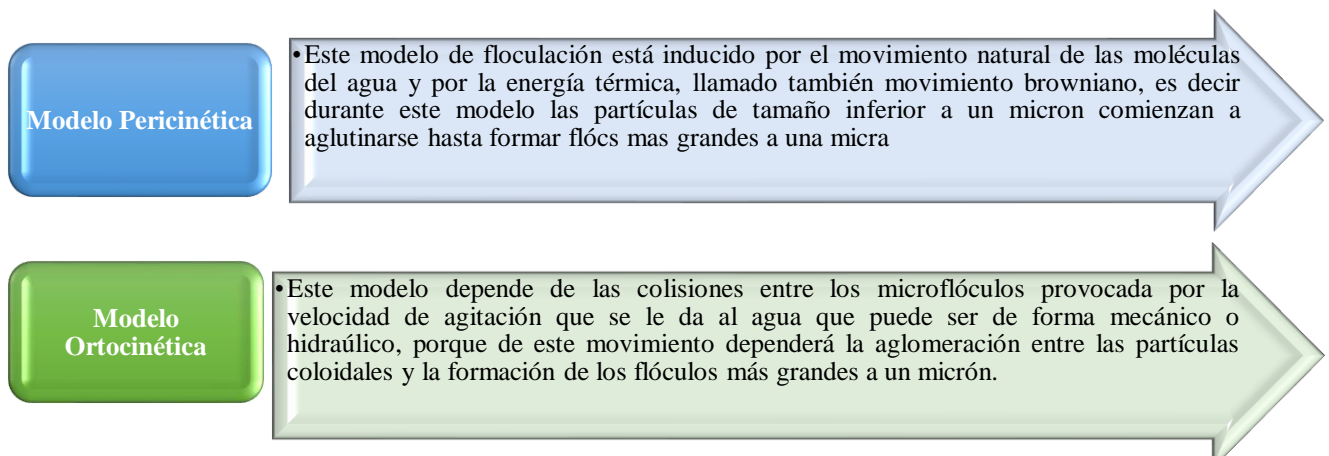 Modelo Pericinética
•Este modelo de floculación está inducido por el movimiento natural de las moléculas
del agua y por la energía térmica, llamado también movimiento browniano, es decir
durante este modelo las partículas de tamaño inferior a un micron comienzan a
aglutinarse hasta formar flócs mas grandes a una micra
Modelo
Ortocinética
•Este modelo depende de las colisiones entre los microflóculos provocada por la
velocidad de agitación que se le da al agua que puede ser de forma mecánico o
hidraúlico, porque de este movimiento dependerá la aglomeración entre las partículas
coloidales y la formación de los flóculos más grandes a un micrón.